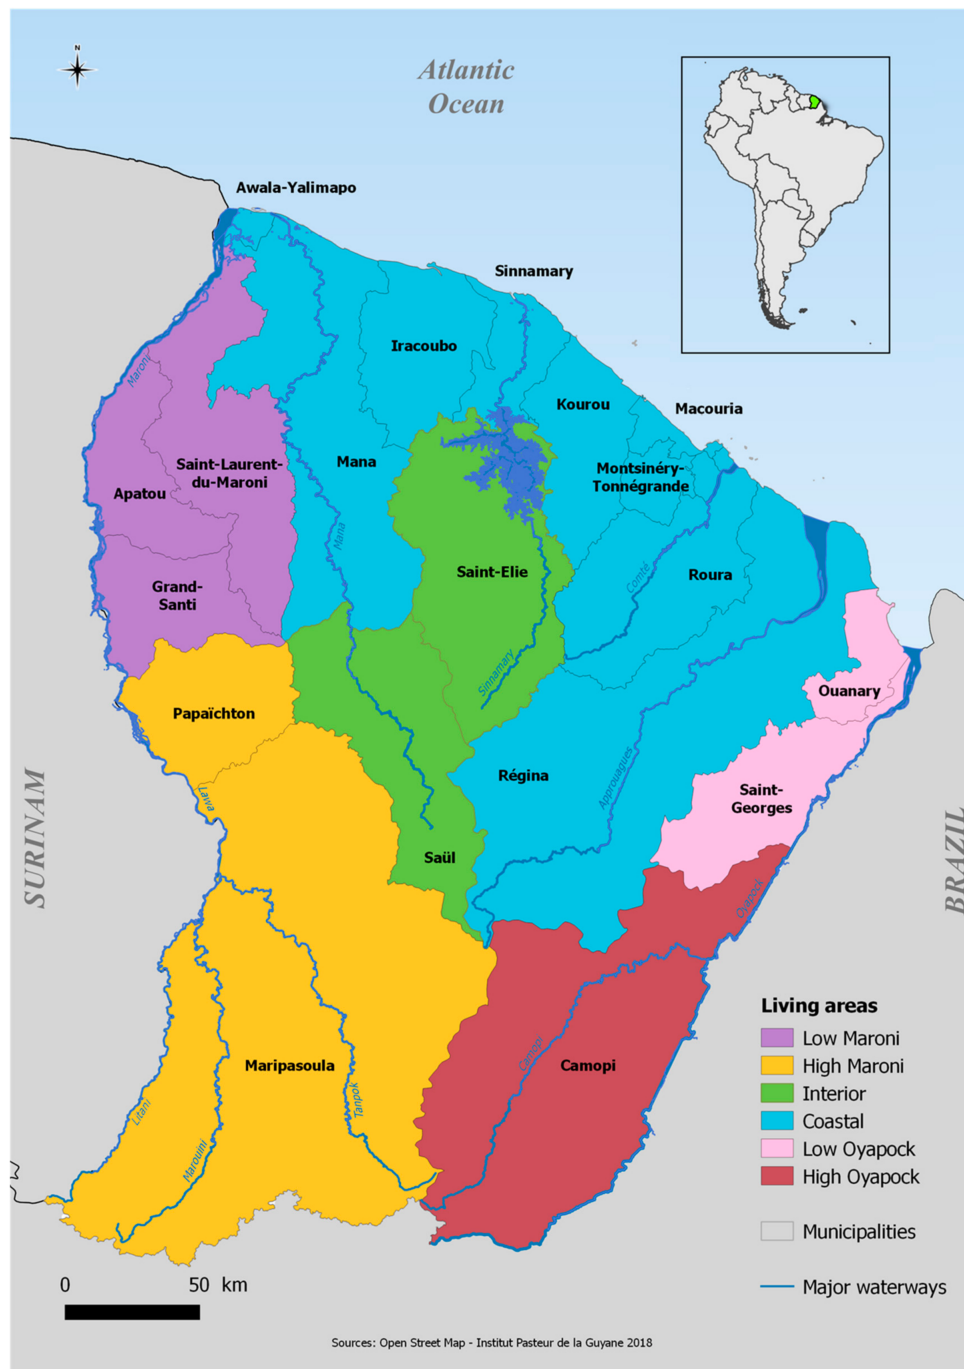 N
Atlantic
Ocean
Awala-Yalimapo
Sinnamary
Iracoubo
Maroni
Kourou
Macouria
Mana
Saint-Laurent-
du-Maroni
Montsinéry-
Tonnégrande
Apatou
Mana
Saint-Elie
Comté
Roura
Grand-
Santi
Sinnamary
Ouanary
Papaïchton
Régina
Approuagues
Saint-
Georges
Lawa
SURINAM
BRAZIL
Saül
Oyapock
Camopi
Camopi
Maripasoula
Tanpok
Litani
Marouini
Living areas
Low Maroni
High Maroni
Interior
Coastal
Low Oyapock
High Oyapock
Municipalities
Major waterways
0 50 km
Sources: Open Street Map - Institut Pasteur de la Guyane 2018